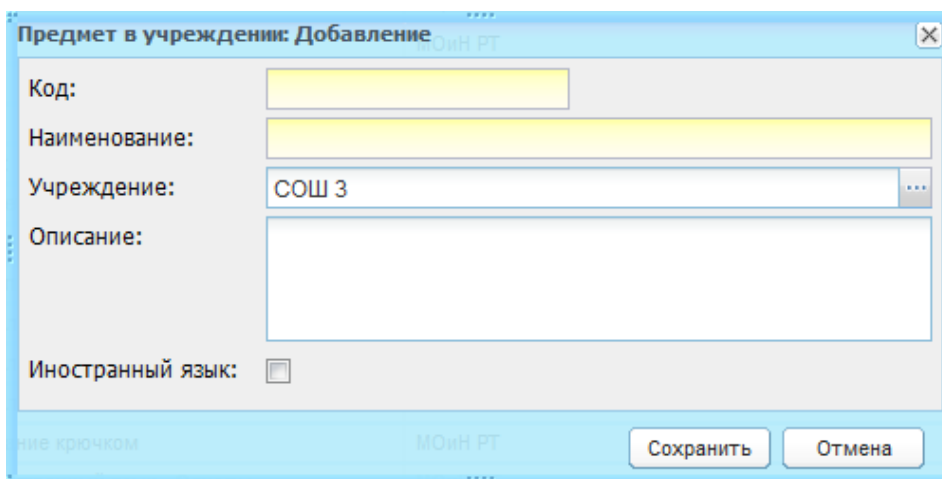 Предмет в учреждении: Добавление
МОиН РТ
Код:
Наименование:
Учреждение: СОШ 3
Описание:
Иностранный язык:
ние крючком МОиН РТ
Сохранить Отмена